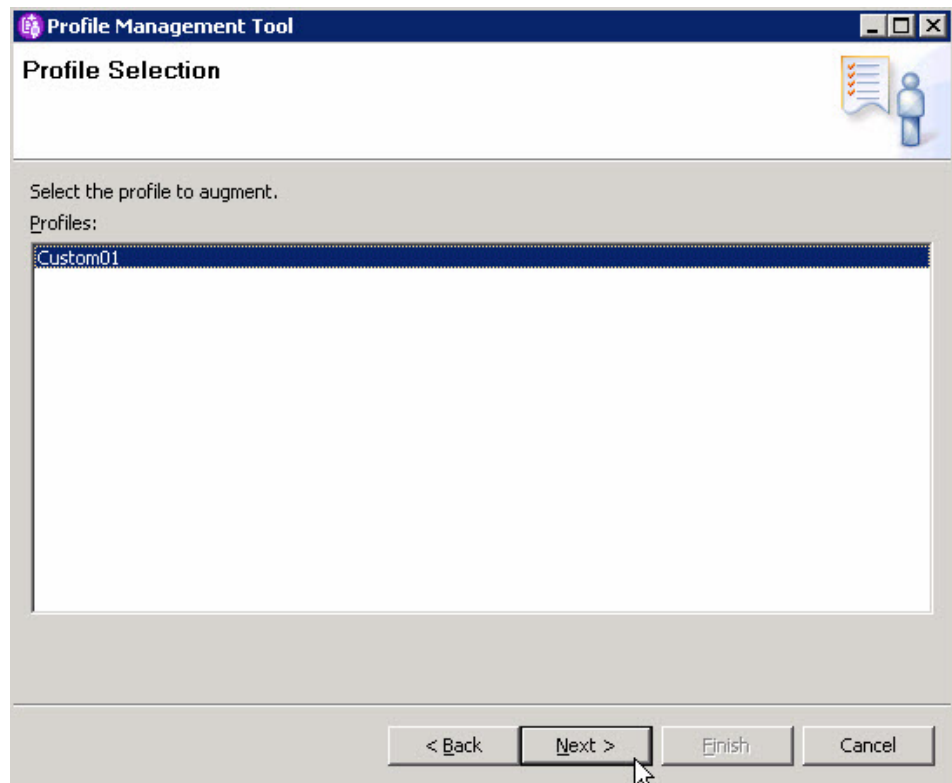 Profile Management Tool
Profile Selection
Select the profile to augment.
Profiles:
Custom01
< Back
Next >
Finish
Cancel